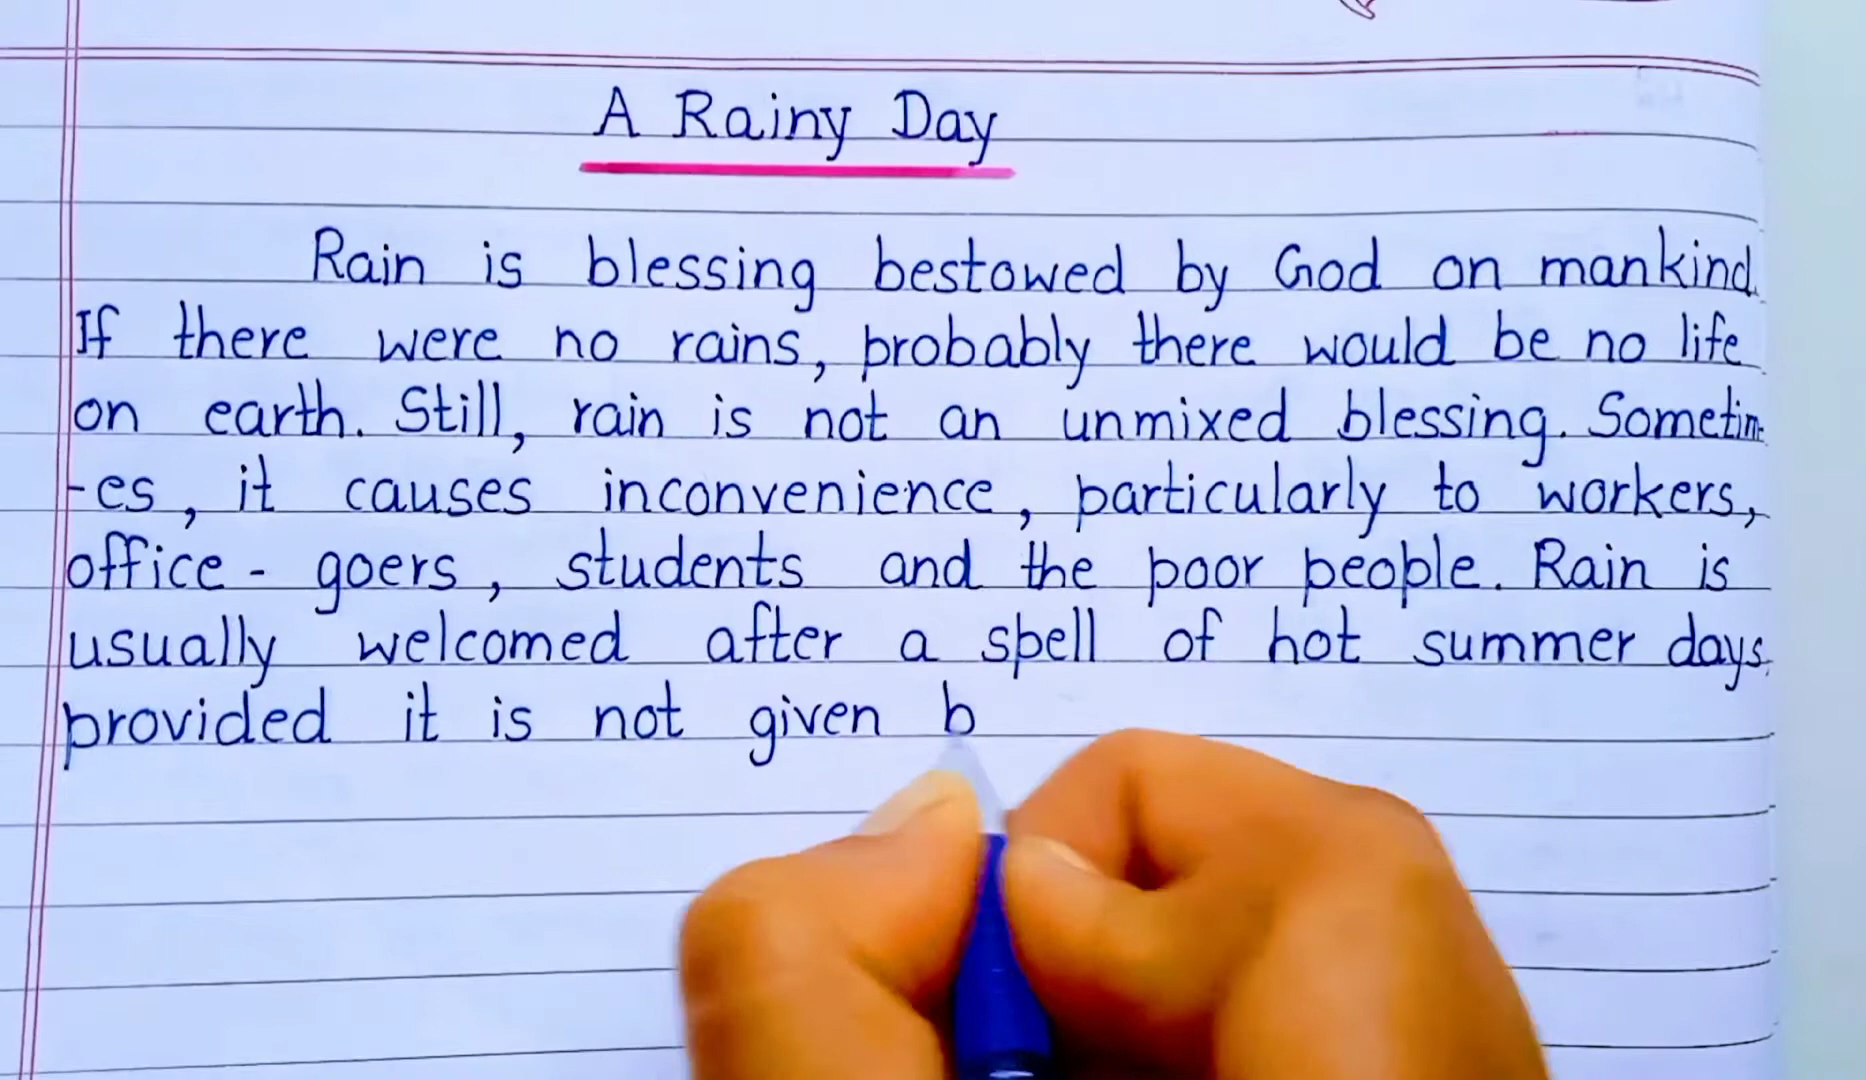 A Rainy Day
Rain is blessing bestowed by God on mankind.
If there were no rains, probably there would be no life
on earth. Still, rain is not an unmixed blessing. Sometim
-es, it causes inconvenience, particularly to workers,
office - goers, students and the poor people. Rain is
usually welcomed after a spell of hot summer days,
provided it is not given b